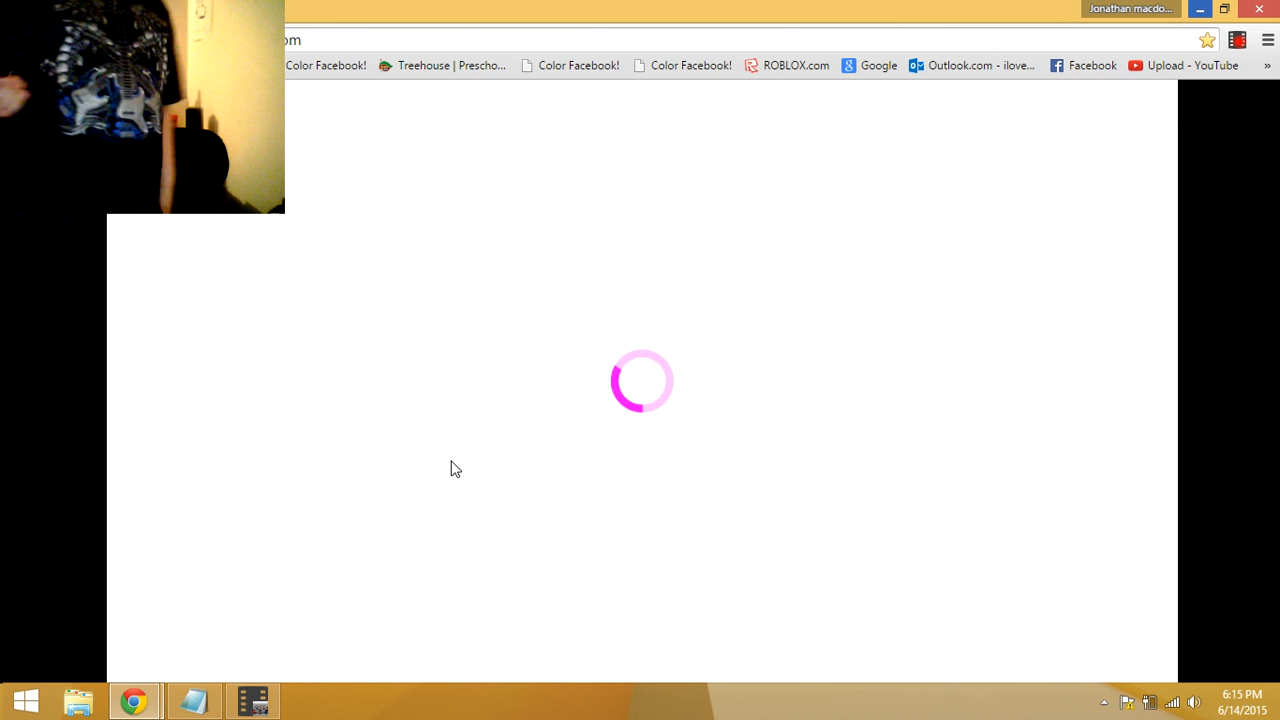 Jonathan macdo...
om
Color Facebook! Treehouse | Prescho... Color Facebook! Color Facebook! ROBLOX.com Google Outlook.com - ilove... Facebook Upload - YouTube »
6:15 PM
6/14/2015